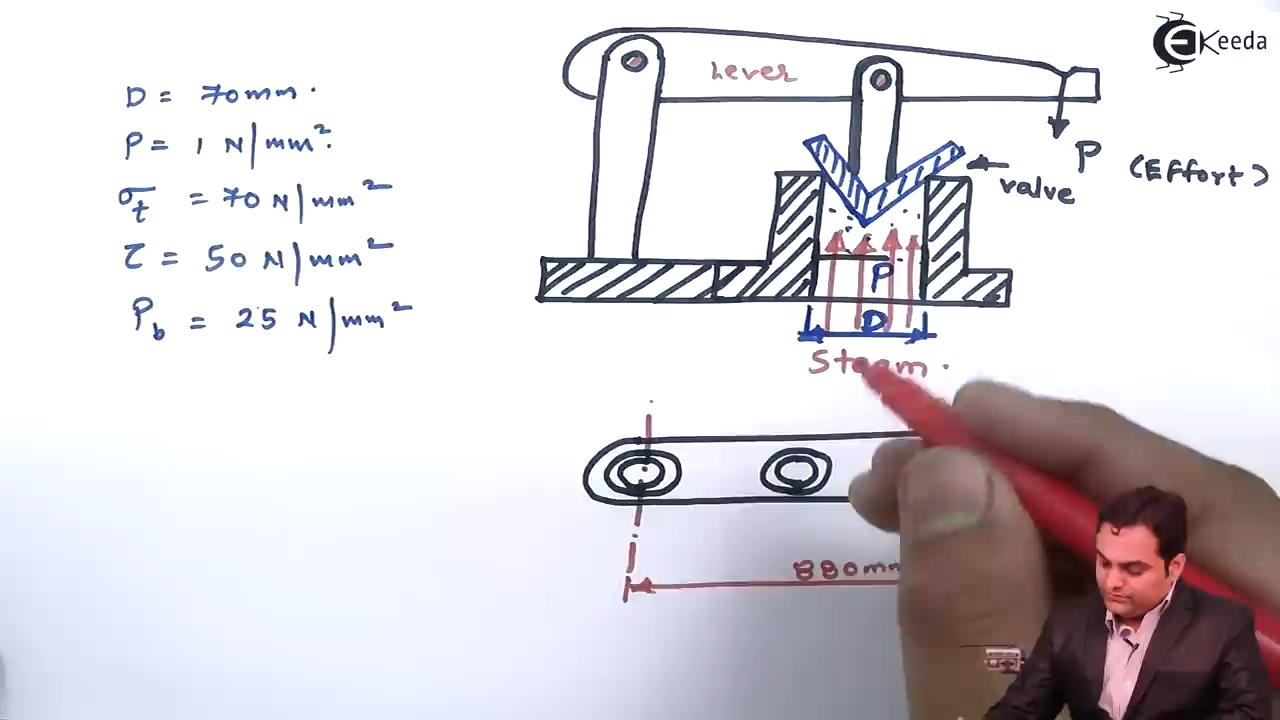 EKeeda
D = 70mm.
Lever
P = 1 N/mm².
P (Effort)
σt = 70 N/mm²
valve
τ = 50 N/mm²
P
Pb = 25 N/mm²
D
Steam.
880mm